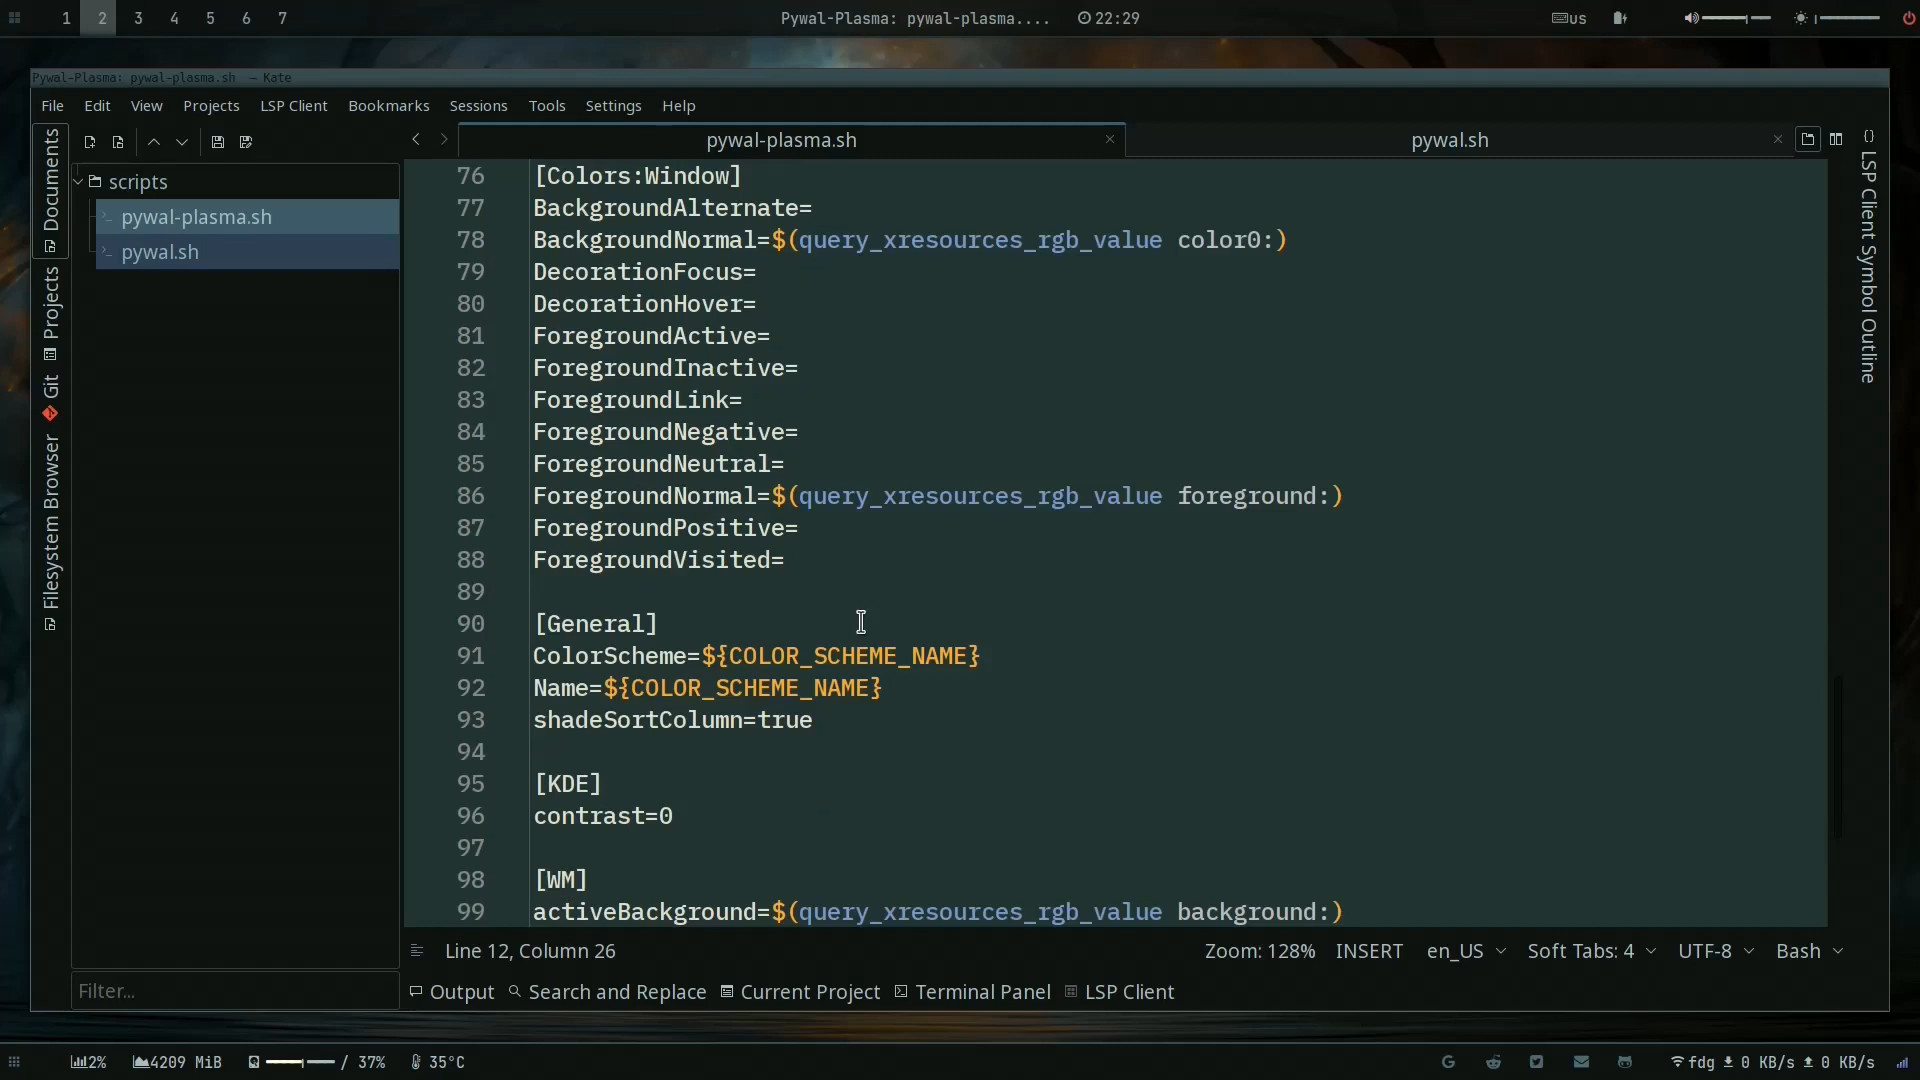 1 2 3 4 5 6 7 Pywal-Plasma: pywal-plasma.... 22:29 US
Pywal-Plasma: pywal-plasma.sh — Kate
File Edit View Projects LSP Client Bookmarks Sessions Tools Settings Help
Documents
Projects
Git
Filesystem Browser
scripts
pywal-plasma.sh
pywal.sh
Filter...
pywal-plasma.sh pywal.sh
76 [Colors:Window]
77 BackgroundAlternate=
78 BackgroundNormal=$(query_xresources_rgb_value color0:)
79 DecorationFocus=
80 DecorationHover=
81 ForegroundActive=
82 ForegroundInactive=
83 ForegroundLink=
84 ForegroundNegative=
85 ForegroundNeutral=
86 ForegroundNormal=$(query_xresources_rgb_value foreground:)
87 ForegroundPositive=
88 ForegroundVisited=
89
90 [General]
91 ColorScheme=${COLOR_SCHEME_NAME}
92 Name=${COLOR_SCHEME_NAME}
93 shadeSortColumn=true
94
95 [KDE]
96 contrast=0
97
98 [WM]
99 activeBackground=$(query_xresources_rgb_value background:)
{} LSP Client Symbol Outline
Line 12, Column 26 Zoom: 128% INSERT en_US Soft Tabs: 4 UTF-8 Bash
Output Search and Replace Current Project Terminal Panel LSP Client
2% 4209 MiB / 37% 35°C fdg 0 KB/s 0 KB/s